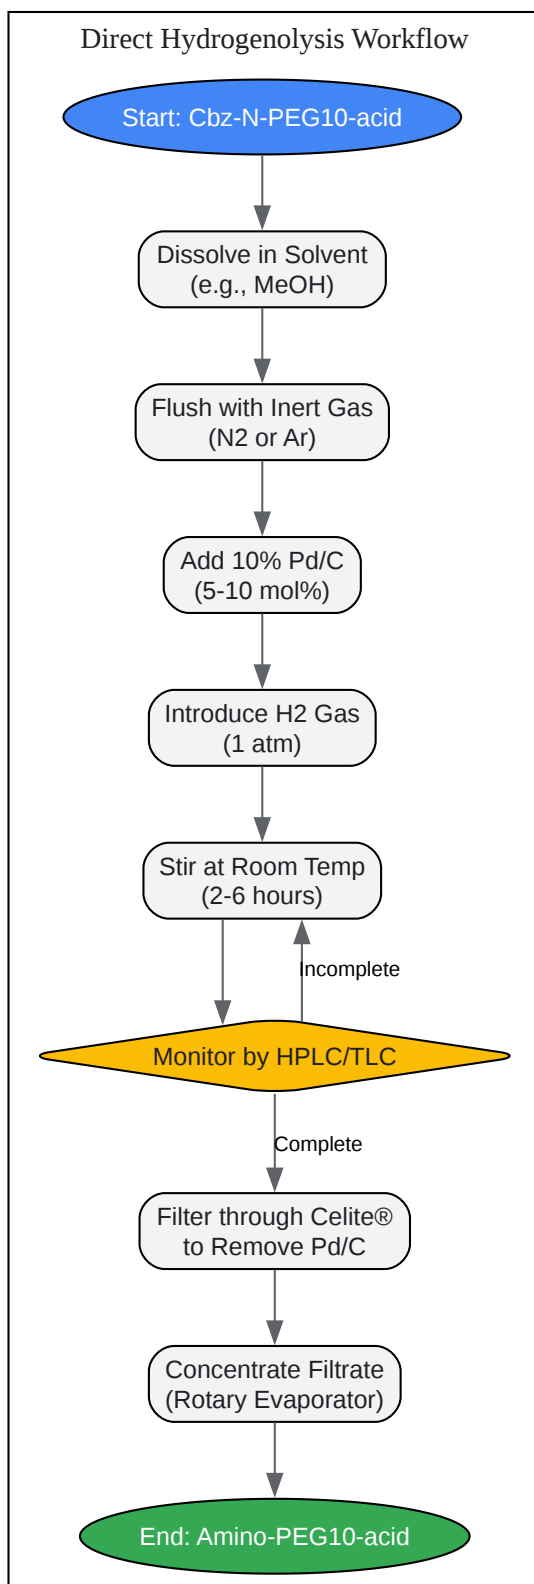 Direct Hydrogenolysis Workflow
Start: Cbz-N-PEG10-acid
Dissolve in Solvent
(e.g., MeOH)
Flush with Inert Gas
(N2 or Ar)
Add 10% Pd/C
(5-10 mol%)
Introduce H2 Gas
(1 atm)
Stir at Room Temp
(2-6 hours)
Incomplete
Monitor by HPLC/TLC
Complete
Filter through Celite®
to Remove Pd/C
Concentrate Filtrate
(Rotary Evaporator)
End: Amino-PEG10-acid